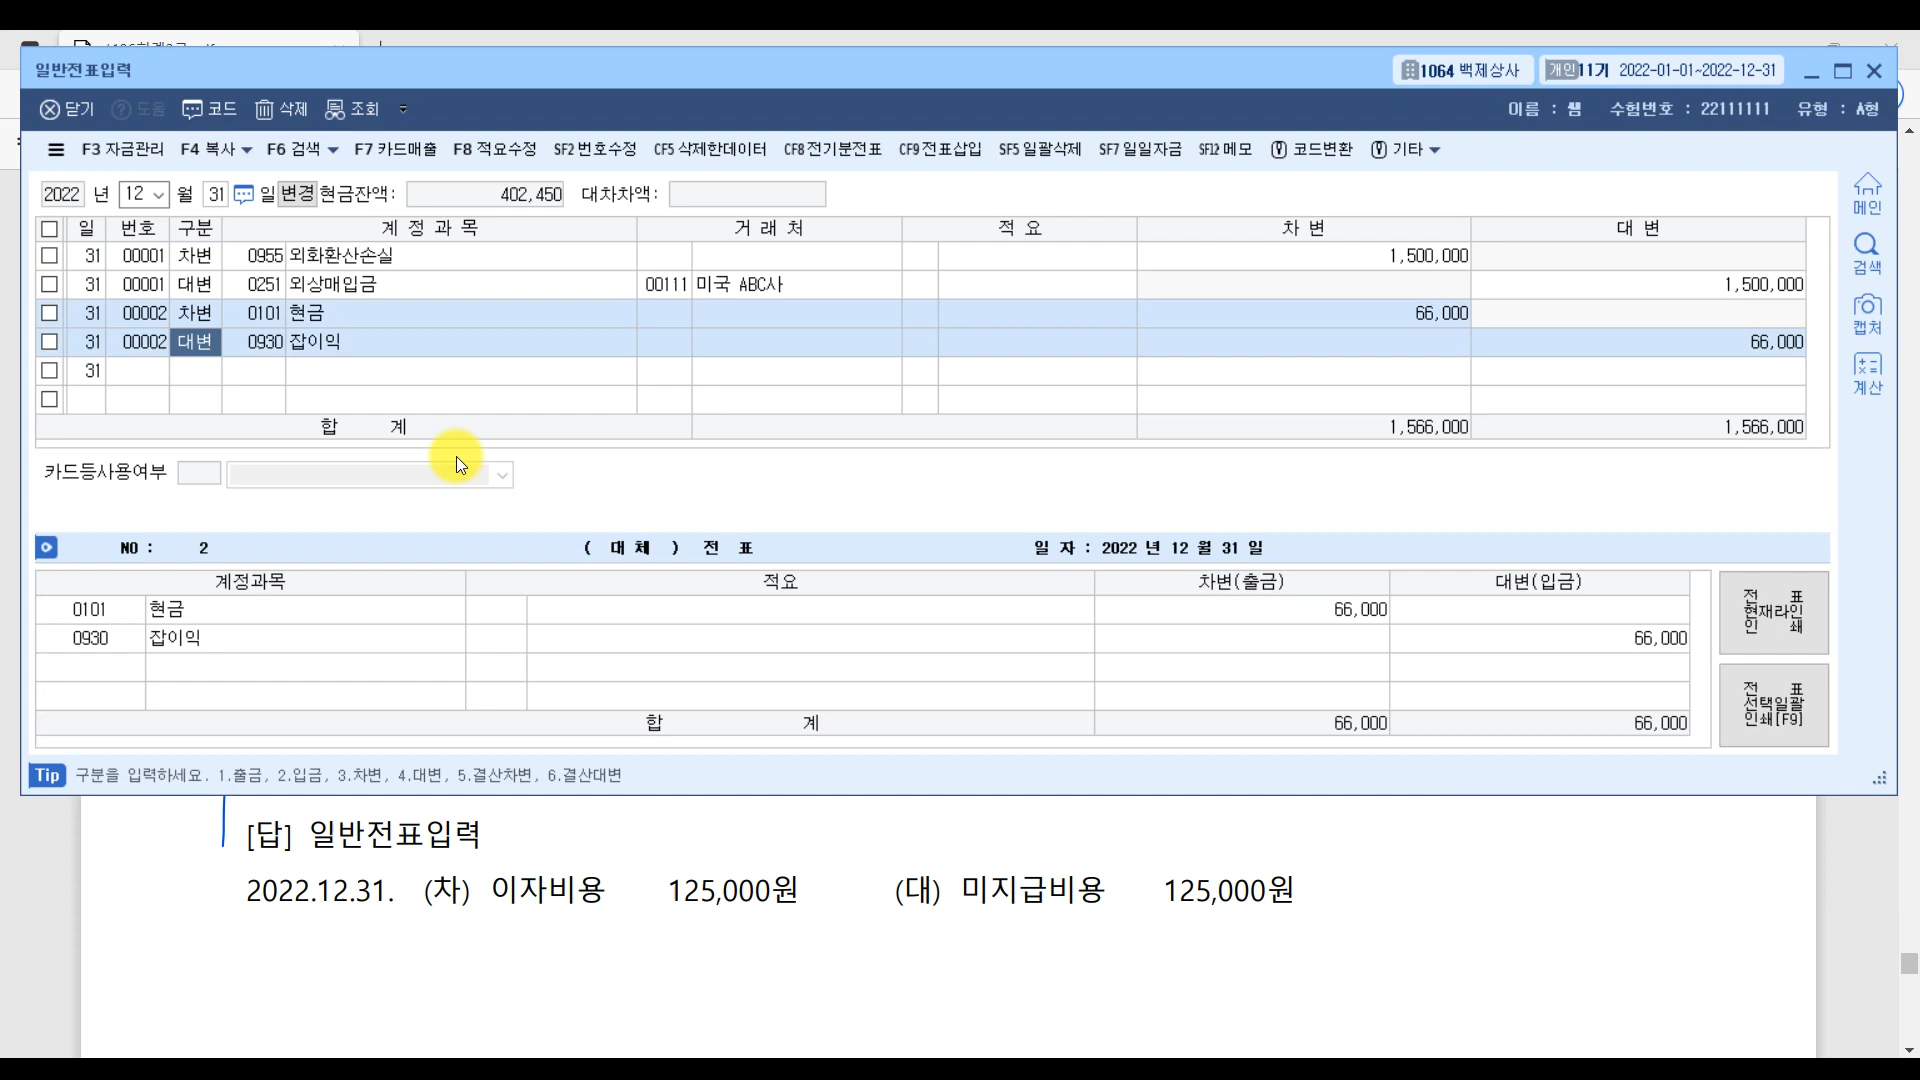 일반전표입력 1064 백제상사 개인11기 2022-01-01~2022-12-31
닫기 도움 코드 삭제 조회 이름 : 쌤 수험번호 : 22111111 유형 : A형
F3 자금관리 F4 복사 F6 검색 F7 카드매출 F8 적요수정 SF2 번호수정 CF5 삭제한데이터 CF8 전기분전표 CF9 전표삽입 SF5 일괄삭제 SF7 일일자금 SF12 메모 코드변환 기타
2022 년 12 월 31 일 변경 현금잔액: 402,450 대차차액:
일 번호 구분 계 정 과 목 거 래 처 적 요 차 변 대 변
31 00001 차변 0955 외화환산손실 1,500,000
31 00001 대변 0251 외상매입금 00111 미국 ABC사 1,500,000
31 00002 차변 0101 현금 66,000
31 00002 대변 0930 잡이익 66,000
31
합 계 1,566,000 1,566,000
카드등사용여부
NO : 2 ( 대 체 ) 전 표 일 자 : 2022 년 12 월 31 일
계정과목 적요 차변(출금) 대변(입금)
0101 현금 66,000
0930 잡이익 66,000
합 계 66,000 66,000
전 표
현재라인
인 쇄
전 표
선택일괄
인쇄[F9]
메인
검색
캡처
계산
Tip 구분을 입력하세요. 1.출금, 2.입금, 3.차변, 4.대변, 5.결산차변, 6.결산대변
[답] 일반전표입력
2022.12.31. (차) 이자비용 125,000원 (대) 미지급비용 125,000원